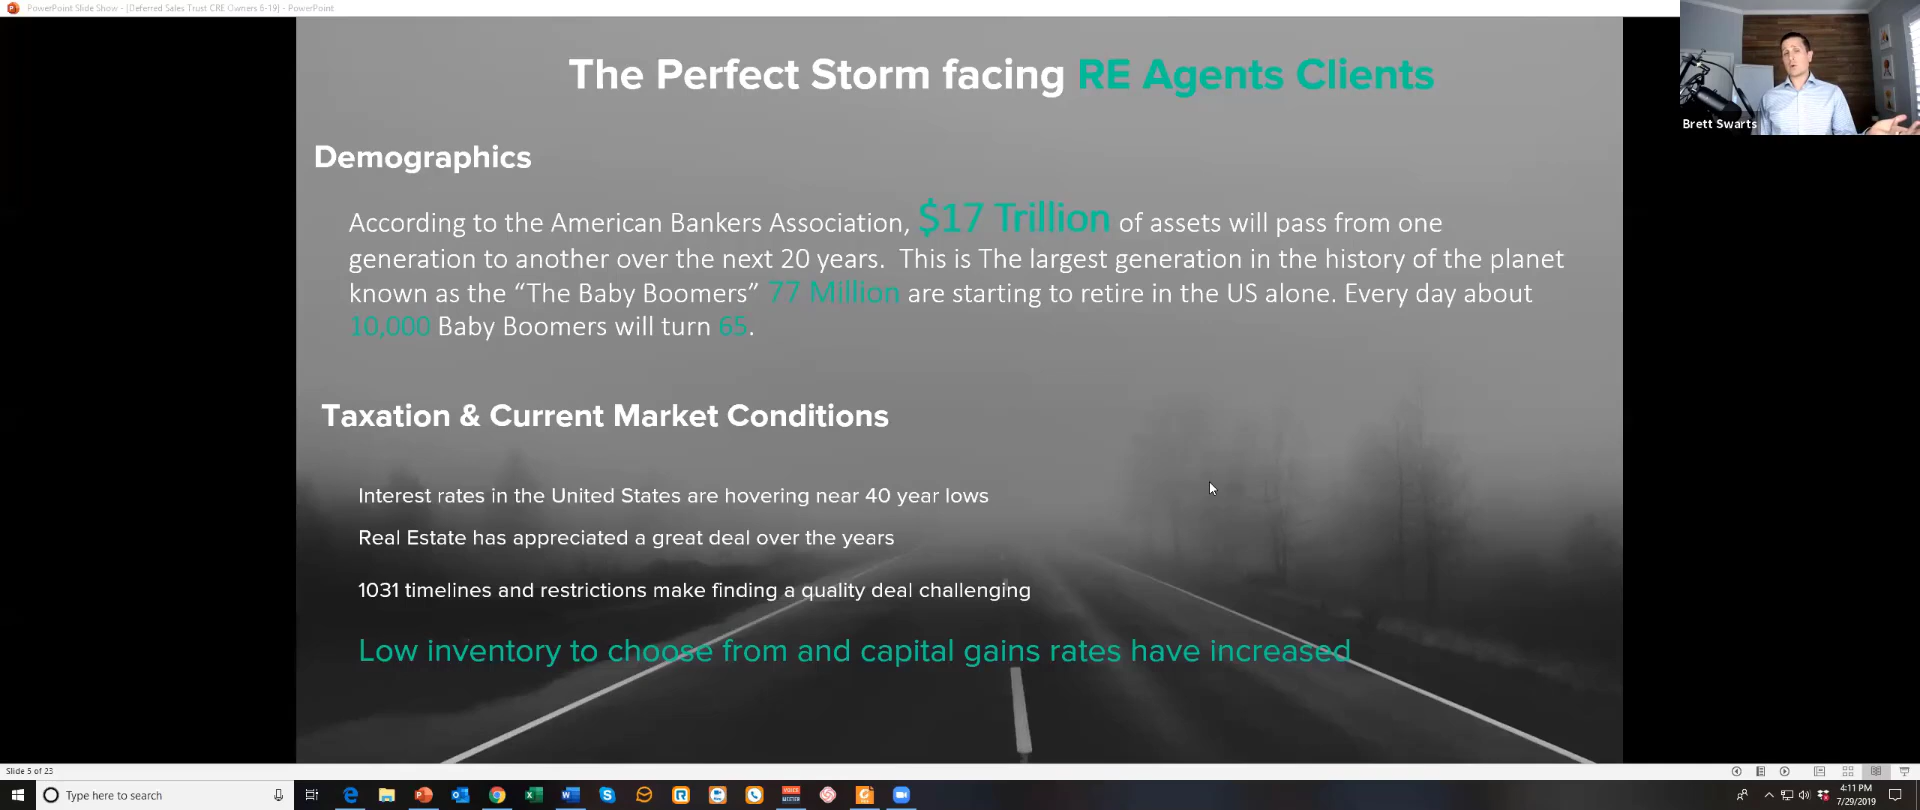 PowerPoint Slide Show - [Deferred Sales Trust CRE Owners 6-19] - PowerPoint
The Perfect Storm facing RE Agents Clients
Brett Swarts
Demographics
According to the American Bankers Association, $17 Trillion of assets will pass from one
generation to another over the next 20 years. This is The largest generation in the history of the planet
known as the “The Baby Boomers” 77 Million are starting to retire in the US alone. Every day about
10,000 Baby Boomers will turn 65.
Taxation & Current Market Conditions
Interest rates in the United States are hovering near 40 year lows
Real Estate has appreciated a great deal over the years
1031 timelines and restrictions make finding a quality deal challenging
Low inventory to choose from and capital gains rates have increased
Slide 5 of 23
Type here to search
4:11 PM
7/29/2019